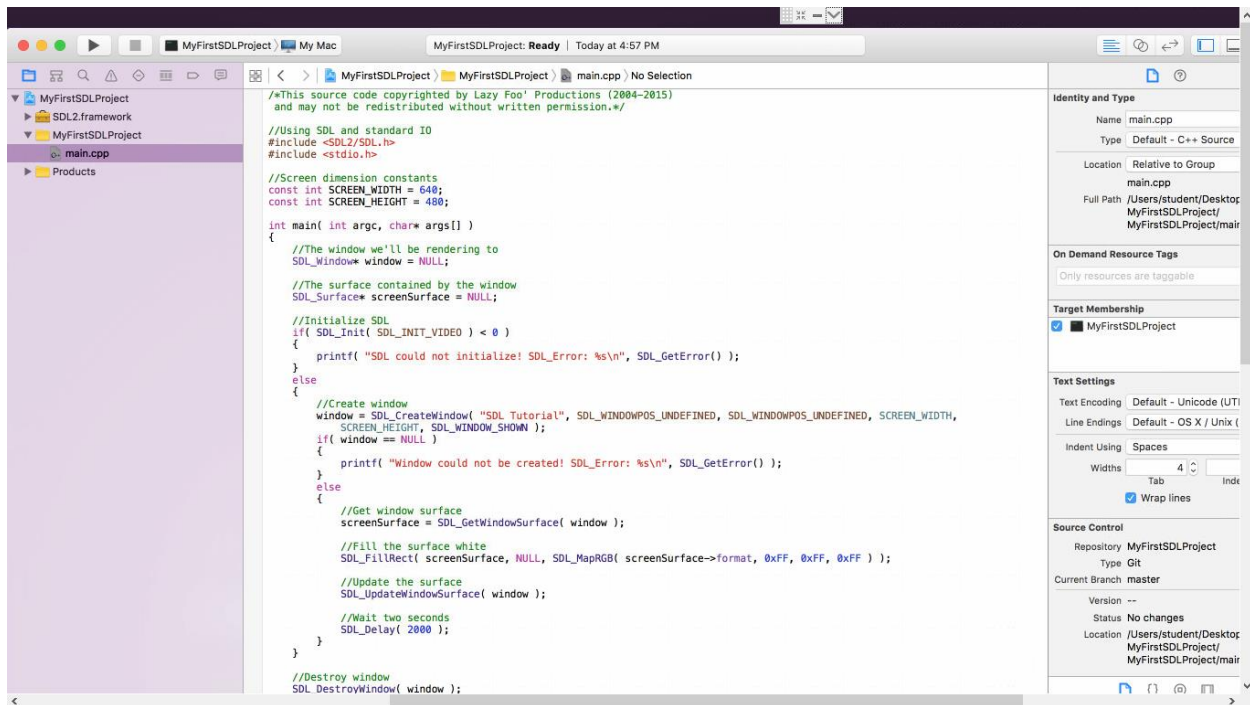 MyFirstSDLProject My Mac
MyFirstSDLProject: Ready | Today at 4:57 PM
MyFirstSDLProject
SDL2.framework
MyFirstSDLProject
main.cpp
Products
MyFirstSDLProject MyFirstSDLProject main.cpp No Selection
/*This source code copyrighted by Lazy Foo' Productions (2004-2015)
and may not be redistributed without written permission.*/
//Using SDL and standard IO
#include <SDL2/SDL.h>
#include <stdio.h>
//Screen dimension constants
const int SCREEN_WIDTH = 640;
const int SCREEN_HEIGHT = 480;
int main( int argc, char* args[] )
{
//The window we'll be rendering to
SDL_Window* window = NULL;
//The surface contained by the window
SDL_Surface* screenSurface = NULL;
//Initialize SDL
if( SDL_Init( SDL_INIT_VIDEO ) < 0 )
{
printf( "SDL could not initialize! SDL_Error: %s\n", SDL_GetError() );
}
else
{
//Create window
window = SDL_CreateWindow( "SDL Tutorial", SDL_WINDOWPOS_UNDEFINED, SDL_WINDOWPOS_UNDEFINED, SCREEN_WIDTH,
SCREEN_HEIGHT, SDL_WINDOW_SHOWN );
if( window == NULL )
{
printf( "Window could not be created! SDL_Error: %s\n", SDL_GetError() );
}
else
{
//Get window surface
screenSurface = SDL_GetWindowSurface( window );
//Fill the surface white
SDL_FillRect( screenSurface, NULL, SDL_MapRGB( screenSurface->format, 0xFF, 0xFF, 0xFF ) );
//Update the surface
SDL_UpdateWindowSurface( window );
//Wait two seconds
SDL_Delay( 2000 );
}
}
//Destroy window
SDL_DestroyWindow( window );
Identity and Type
Name main.cpp
Type Default - C++ Source
Location Relative to Group
main.cpp
Full Path /Users/student/Desktop
MyFirstSDLProject/
MyFirstSDLProject/mair
On Demand Resource Tags
Only resources are taggable
Target Membership
MyFirstSDLProject
Text Settings
Text Encoding Default - Unicode (UT
Line Endings Default - OS X / Unix (
Indent Using Spaces
Widths 4
Tab Inde
Wrap lines
Source Control
Repository MyFirstSDLProject
Type Git
Current Branch master
Version --
Status No changes
Location /Users/student/Desktop
MyFirstSDLProject/
MyFirstSDLProject/mair